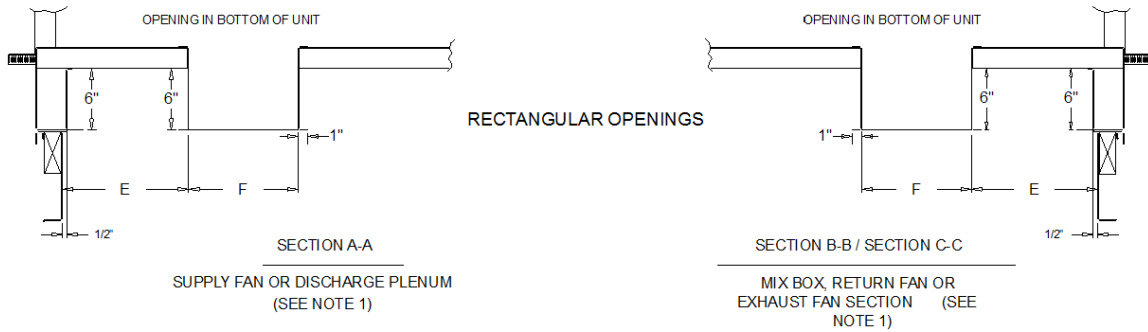 OPENING IN BOTTOM OF UNIT
6"
6"
1"
E
F
1/2"
SECTION A-A
SUPPLY FAN OR DISCHARGE PLENUM
(SEE NOTE 1)
RECTANGULAR OPENINGS
OPENING IN BOTTOM OF UNIT
6"
6"
1"
F
E
1/2"
SECTION B-B / SECTION C-C
MIX BOX, RETURN FAN OR
EXHAUST FAN SECTION (SEE
NOTE 1)